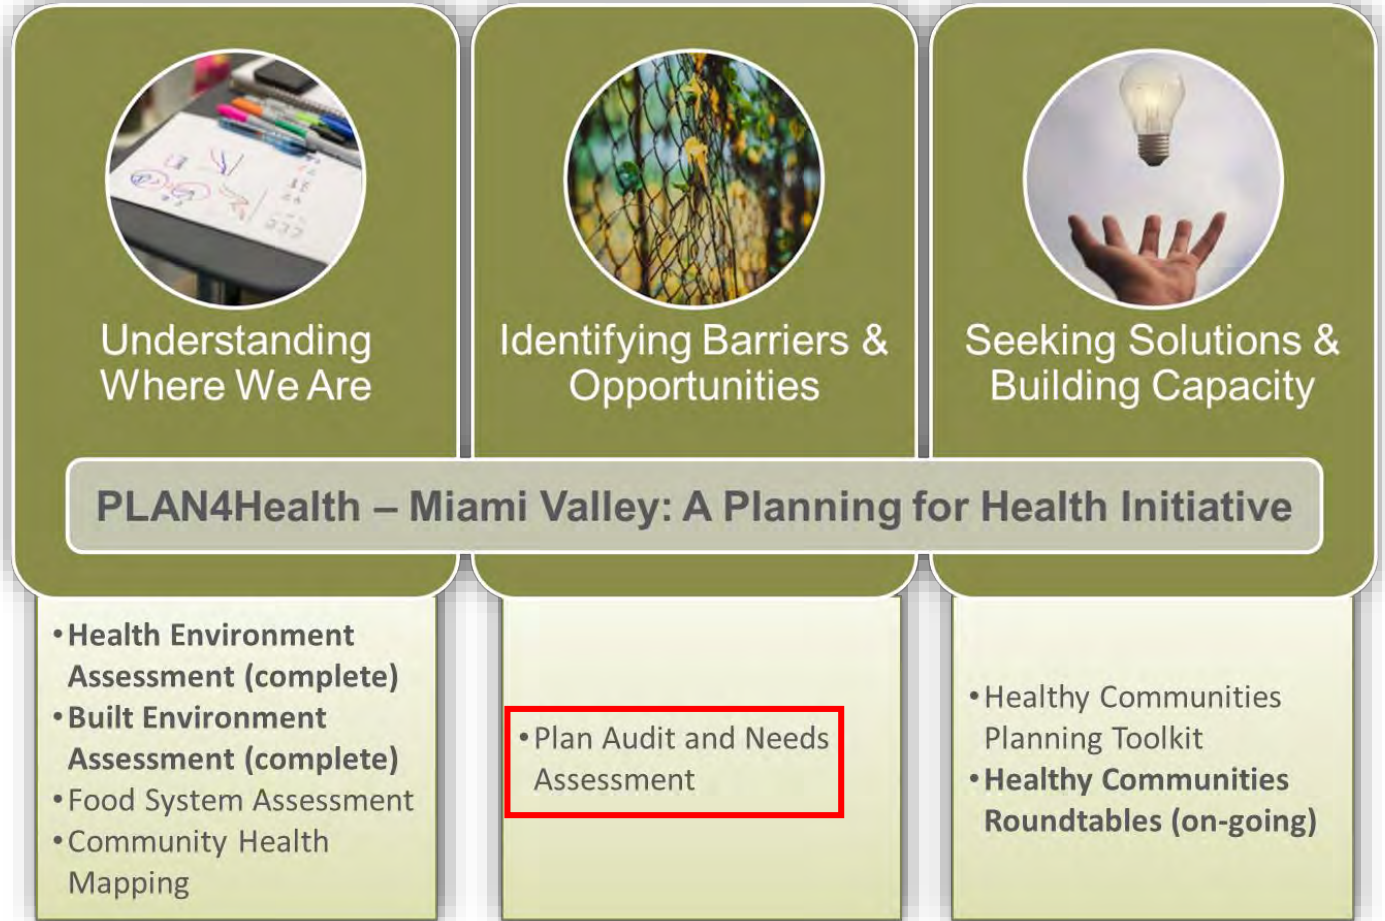 Understanding
Where We Are
Identifying Barriers &
Opportunities
Seeking Solutions &
Building Capacity
PLAN4Health – Miami Valley: A Planning for Health Initiative
•Health Environment
Assessment (complete)
•Built Environment
Assessment (complete)
•Food System Assessment
•Community Health
Mapping
•Plan Audit and Needs
Assessment
•Healthy Communities
Planning Toolkit
•Healthy Communities
Roundtables (on-going)